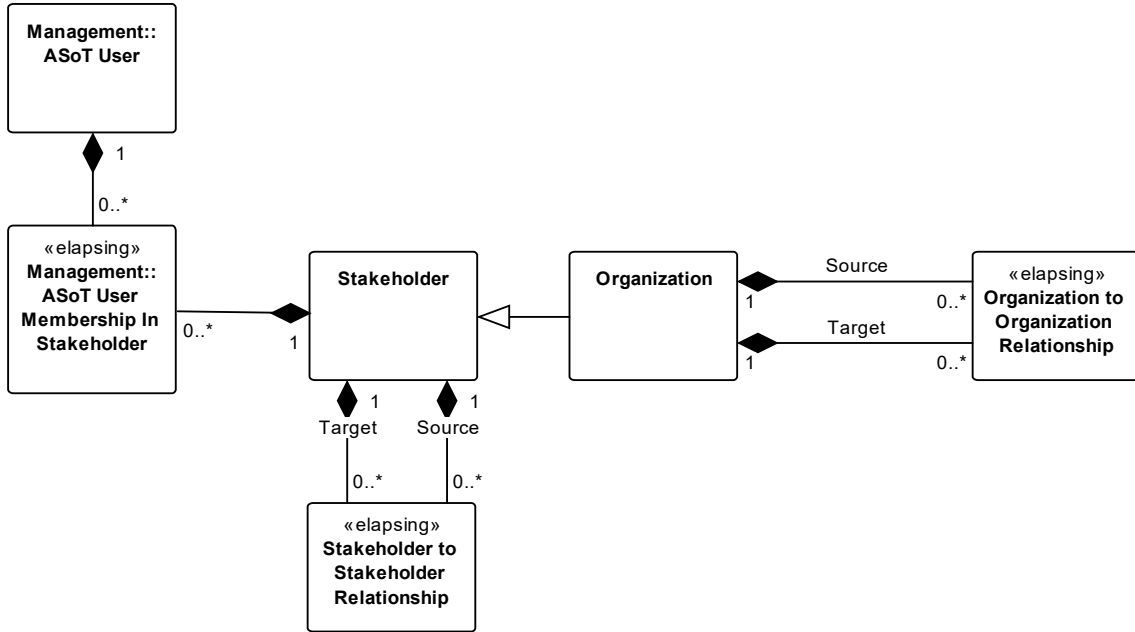 Management::
ASoT User
1
0..*
«elapsing»
Management::
ASoT User
Membership In
Stakeholder
0..*
1
Stakeholder
Organization
1
Source
0..*
1
Target
0..*
«elapsing»
Organization to
Organization
Relationship
1
Target
0..*
1
Source
0..*
«elapsing»
Stakeholder to
Stakeholder
Relationship